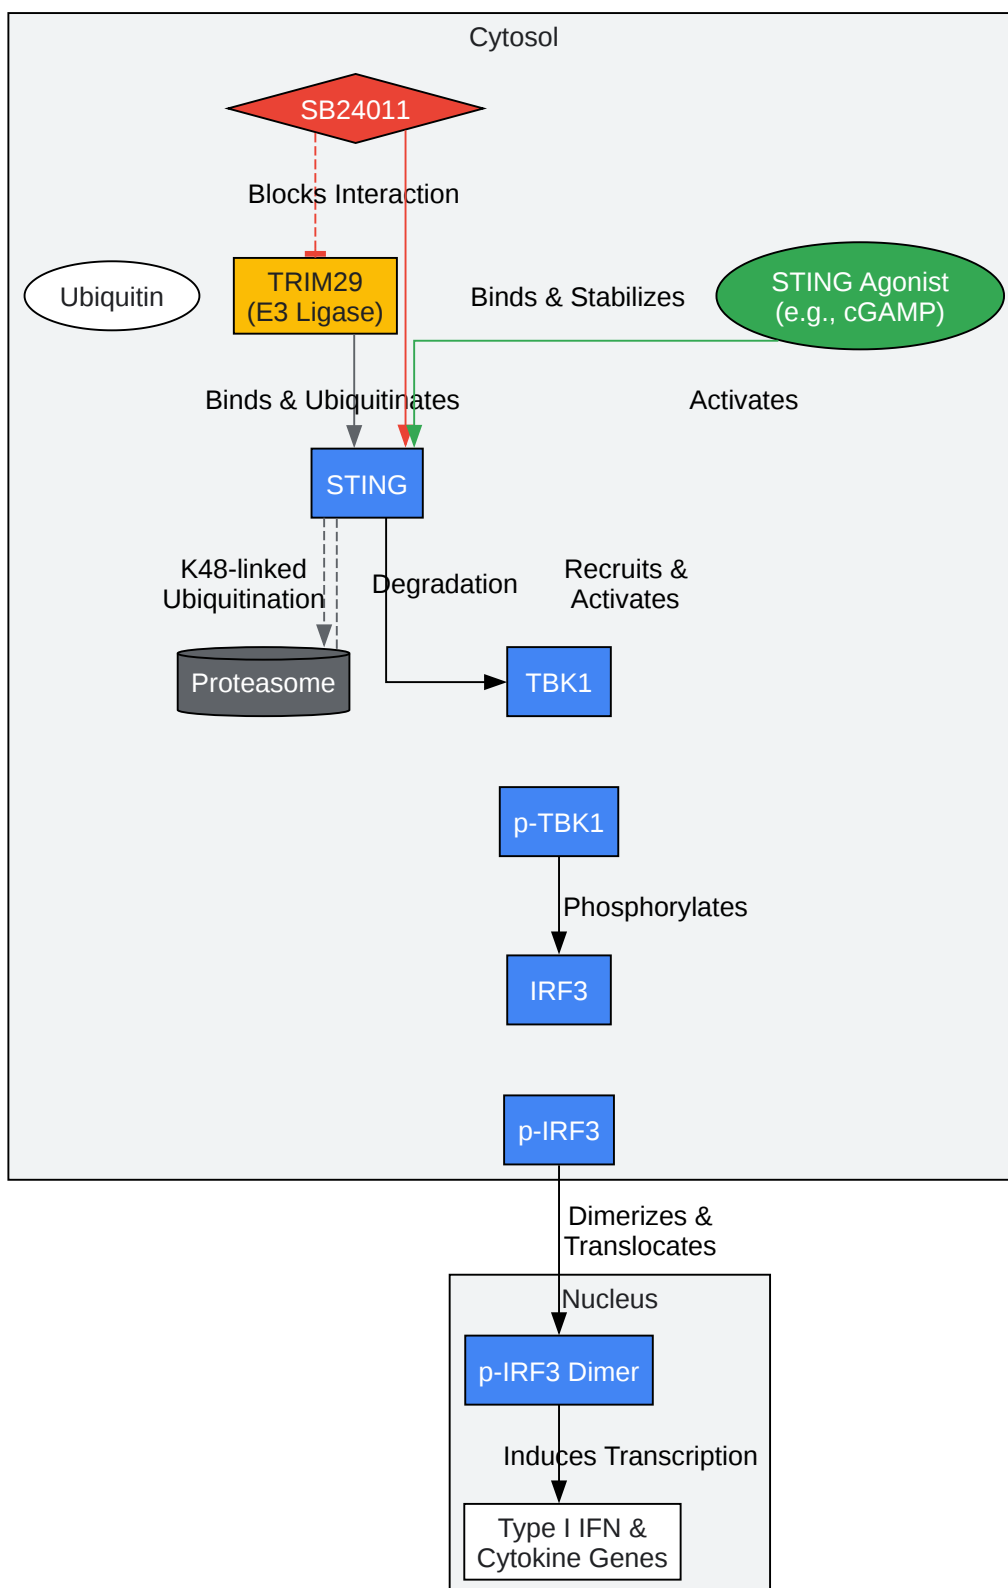 Cytosol
SB24011
Blocks Interaction
Ubiquitin
TRIM29
(E3 Ligase)
Binds & Stabilizes
STING Agonist
(e.g., cGAMP)
Binds & Ubiquitinates
Activates
STING
K48-linked
Ubiquitination
Degradation
Recruits &
Activates
Proteasome
TBK1
p-TBK1
Phosphorylates
IRF3
p-IRF3
Dimerizes &
Translocates
Nucleus
p-IRF3 Dimer
Induces Transcription
Type I IFN &
Cytokine Genes